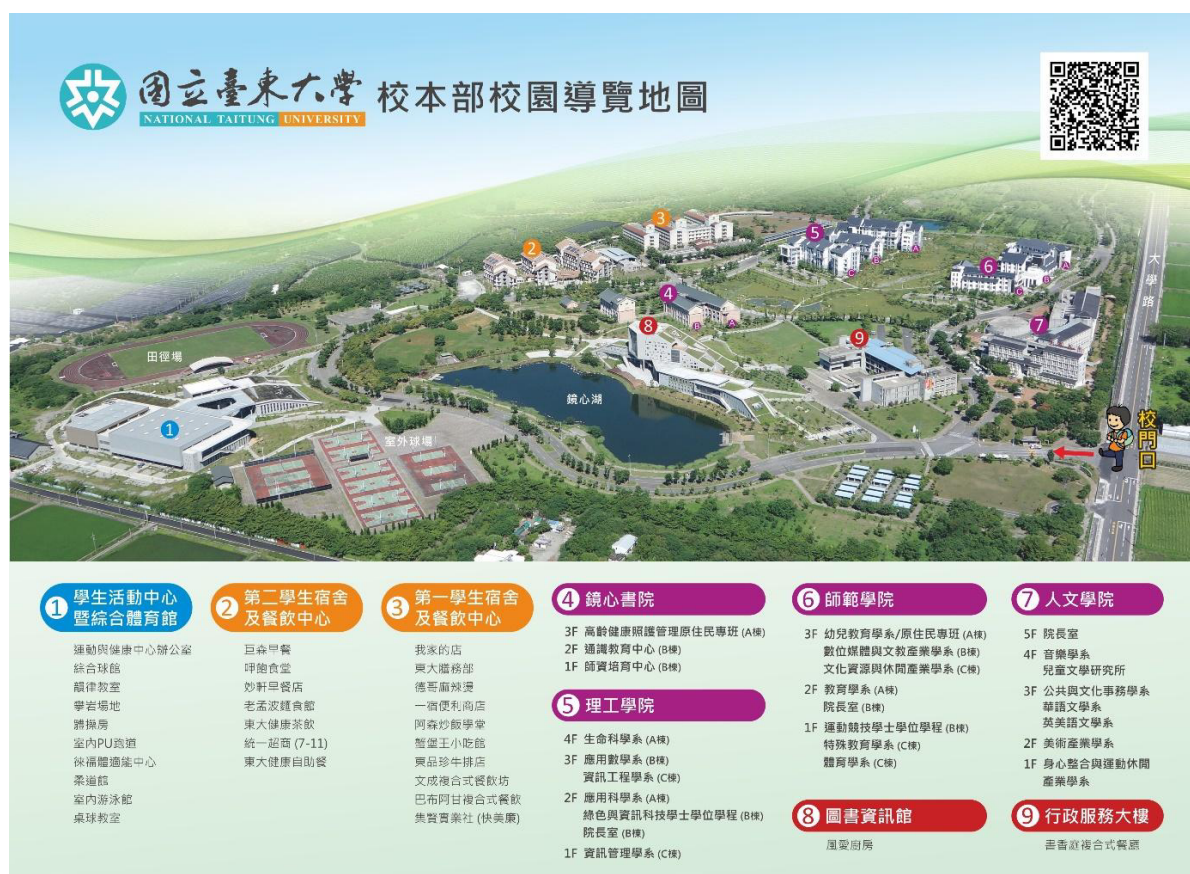 國立臺東大學
NATIONAL TAITUNG UNIVERSITY
校本部校園導覽地圖
3
5
2
A
B
C
6
A
B
C
大學路
4
A
B
8
7
9
田徑場
鏡心湖
1
室外球場
校門口
1 學生活動中心
暨綜合體育館
運動與健康中心辦公室
綜合球館
韻律教室
攀岩場地
體操房
室內PU跑道
徠福體適能中心
柔道館
室內游泳館
桌球教室
2 第二學生宿舍
及餐飲中心
巨森早餐
呷飽食堂
妙軒早餐店
老孟波麵食館
東大健康茶飲
統一超商 (7-11)
東大健康自助餐
3 第一學生宿舍
及餐飲中心
我家的店
東大膳務部
德哥麻辣燙
一宿便利商店
阿森炒飯學堂
蟹堡王小吃館
東品珍牛排店
文成複合式餐飲坊
巴布阿甘複合式餐飲
集賢實業社 (快美廉)
4 鏡心書院
3F 高齡健康照護管理原住民專班 (A棟)
2F 通識教育中心 (B棟)
1F 師資培育中心 (B棟)
5 理工學院
4F 生命科學系 (A棟)
3F 應用數學系 (B棟)
資訊工程學系 (C棟)
2F 應用科學系 (A棟)
綠色與資訊科技學士學位學程 (B棟)
院長室 (B棟)
1F 資訊管理學系 (C棟)
6 師範學院
3F 幼兒教育學系/原住民專班 (A棟)
數位媒體與文教產業學系 (B棟)
文化資源與休閒產業學系 (C棟)
2F 教育學系 (A棟)
院長室 (B棟)
1F 運動競技學士學位學程 (B棟)
特殊教育學系 (C棟)
體育學系 (C棟)
7 人文學院
5F 院長室
4F 音樂學系
兒童文學研究所
3F 公共與文化事務學系
華語文學系
英美語文學系
2F 美術產業學系
1F 身心整合與運動休閒
產業學系
8 圖書資訊館
風愛廚房
9 行政服務大樓
書香庭複合式餐廳